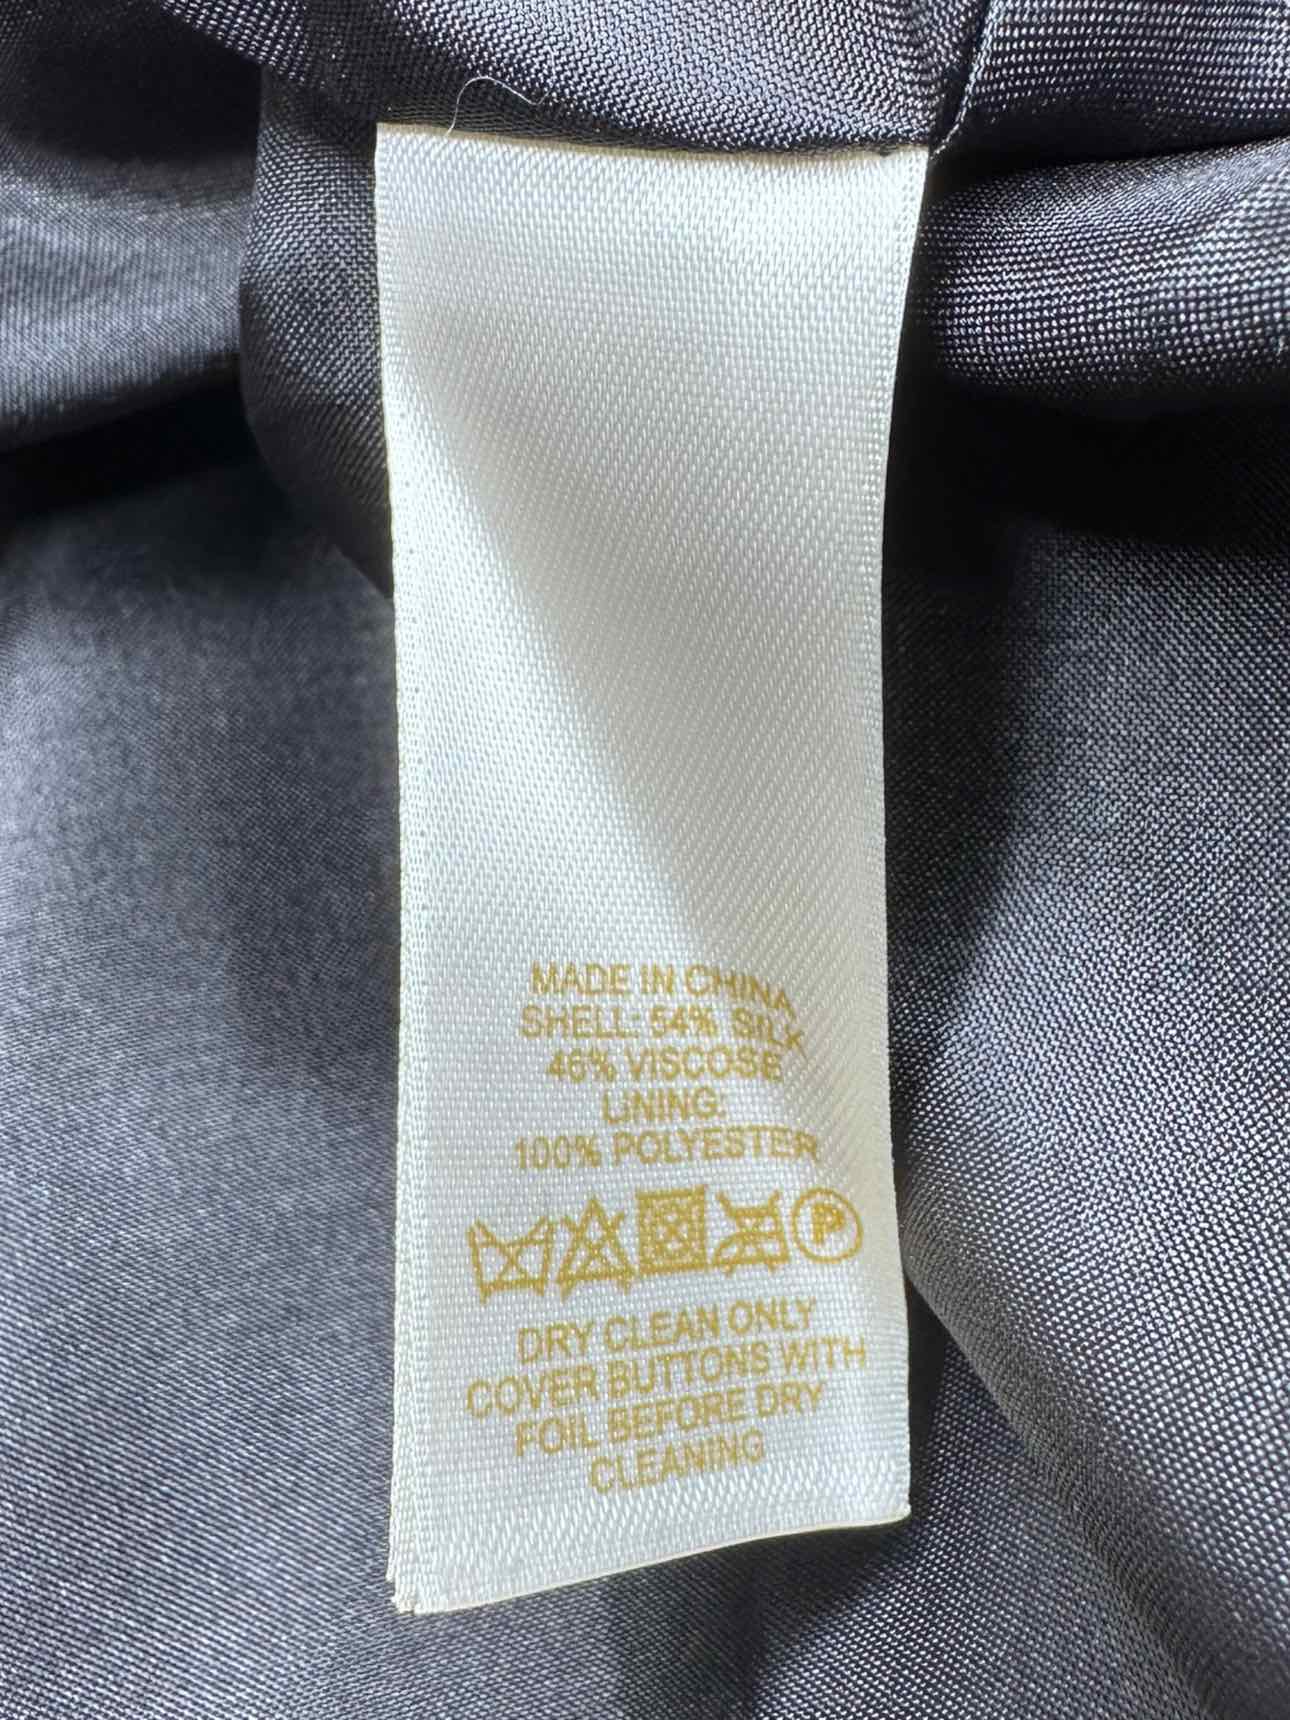 MADE IN CHINA
SHELL: 54% SILK
46% VISCOSE
LINING:
100% POLYESTER
P
DRY CLEAN ONLY
COVER BUTTONS WITH
FOIL BEFORE DRY
CLEANING